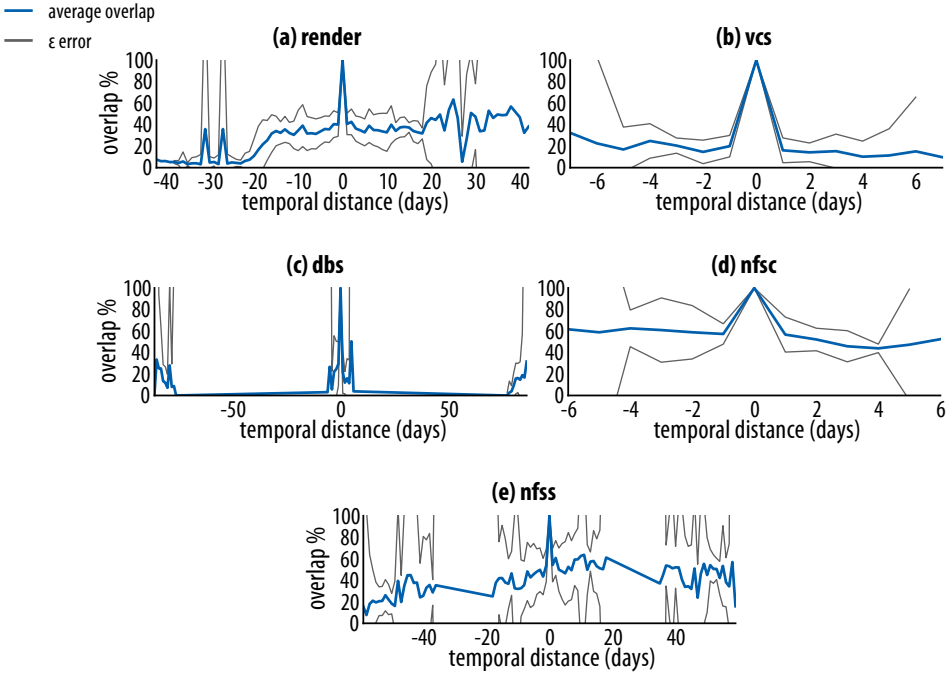 average overlap
ε error
(a) render
overlap %
100
80
60
40
20
0
-40 -30 -20 -10 0 10 20 30 40
temporal distance (days)
(b) vcs
100
80
60
40
20
0
-6 -4 -2 0 2 4 6
temporal distance (days)
(c) dbs
overlap %
100
80
60
40
20
0
-50 0 50
temporal distance (days)
(d) nfsc
100
80
60
40
20
0
-6 -4 -2 0 2 4 6
temporal distance (days)
(e) nfss
overlap %
100
80
60
40
20
0
-40 -20 0 20 40
temporal distance (days)